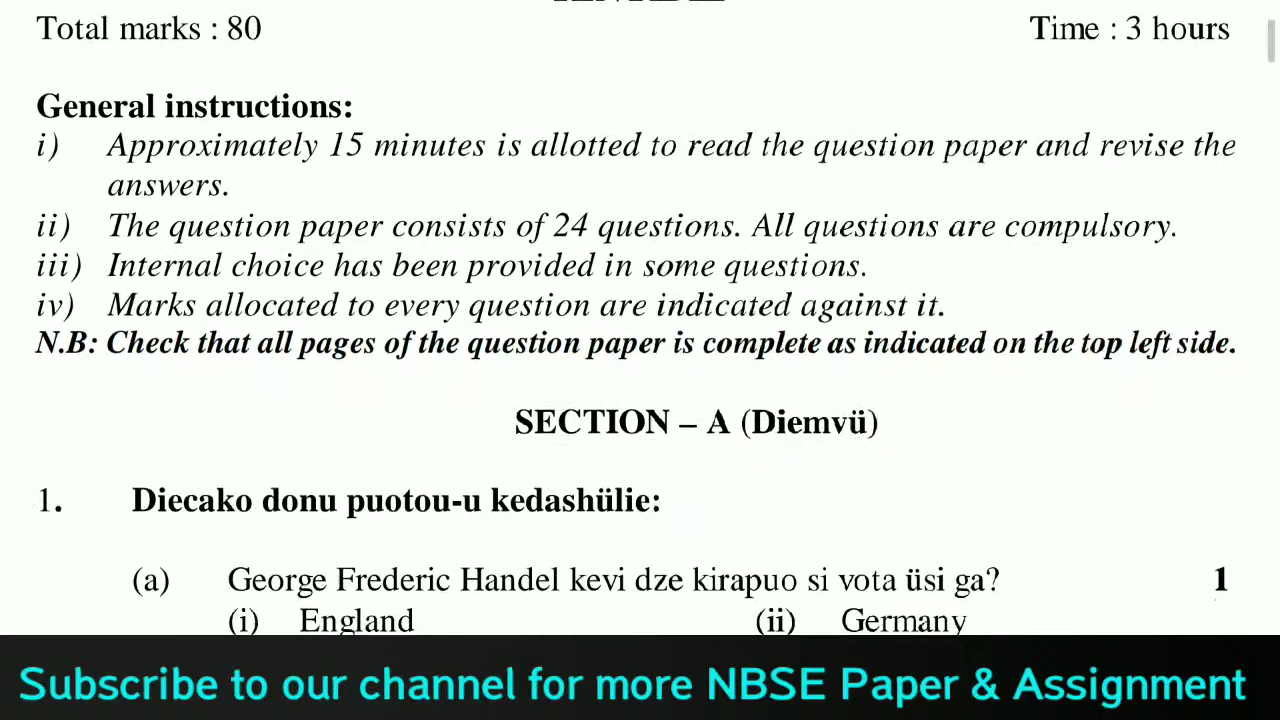 Total marks : 80 Time : 3 hours
General instructions:
i) Approximately 15 minutes is allotted to read the question paper and revise the
answers.
ii) The question paper consists of 24 questions. All questions are compulsory.
iii) Internal choice has been provided in some questions.
iv) Marks allocated to every question are indicated against it.
N.B: Check that all pages of the question paper is complete as indicated on the top left side.
SECTION – A (Diemvü)
1. Diecako donu puotou-u kedashülie:
(a) George Frederic Handel kevi dze kirapuo si vota üsi ga? 1
(i) England (ii) Germany
Subscribe to our channel for more NBSE Paper & Assignment